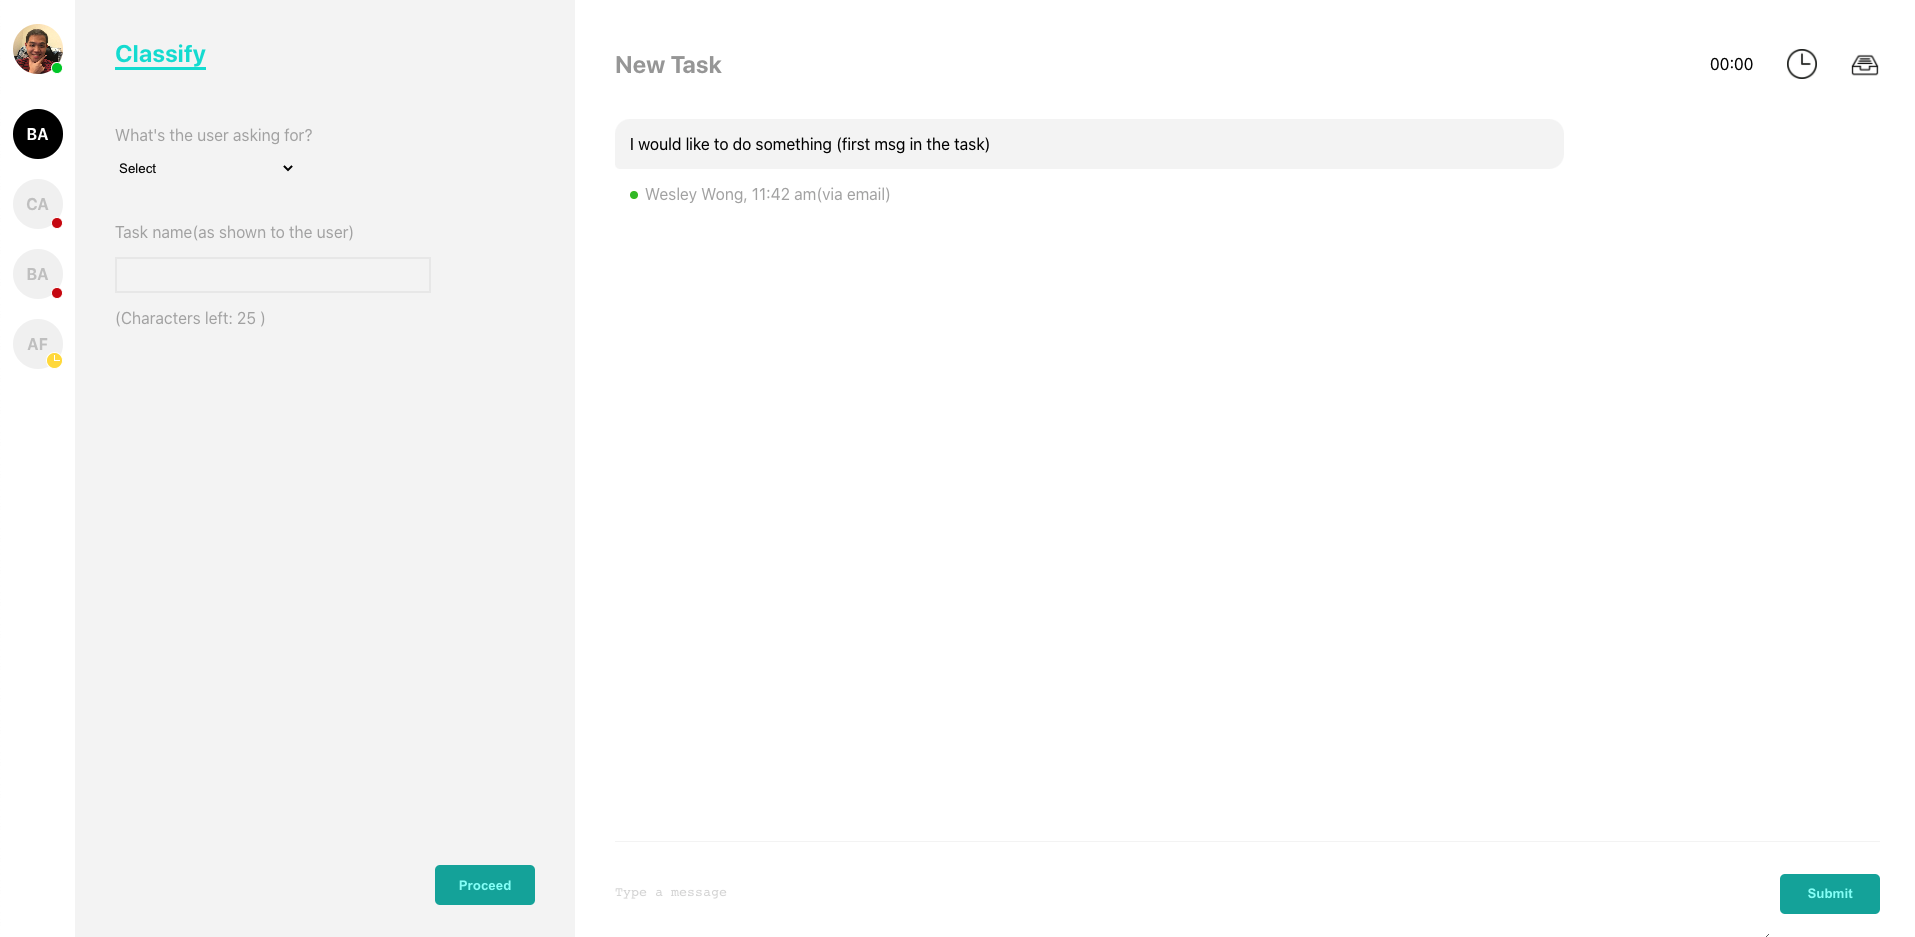 BA
CA
BA
AF
Classify
What's the user asking for?
Select
Task name(as shown to the user)
(Characters left: 25 )
Proceed
New Task
00:00
I would like to do something (first msg in the task)
Wesley Wong, 11:42 am(via email)
Type a message
Submit